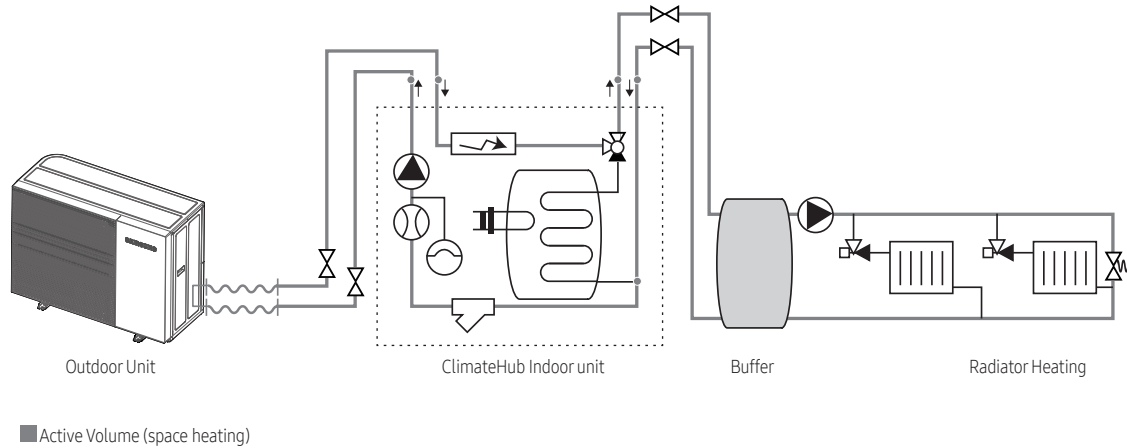 Outdoor Unit
ClimateHub Indoor unit
Buffer
Radiator Heating
Active Volume (space heating)